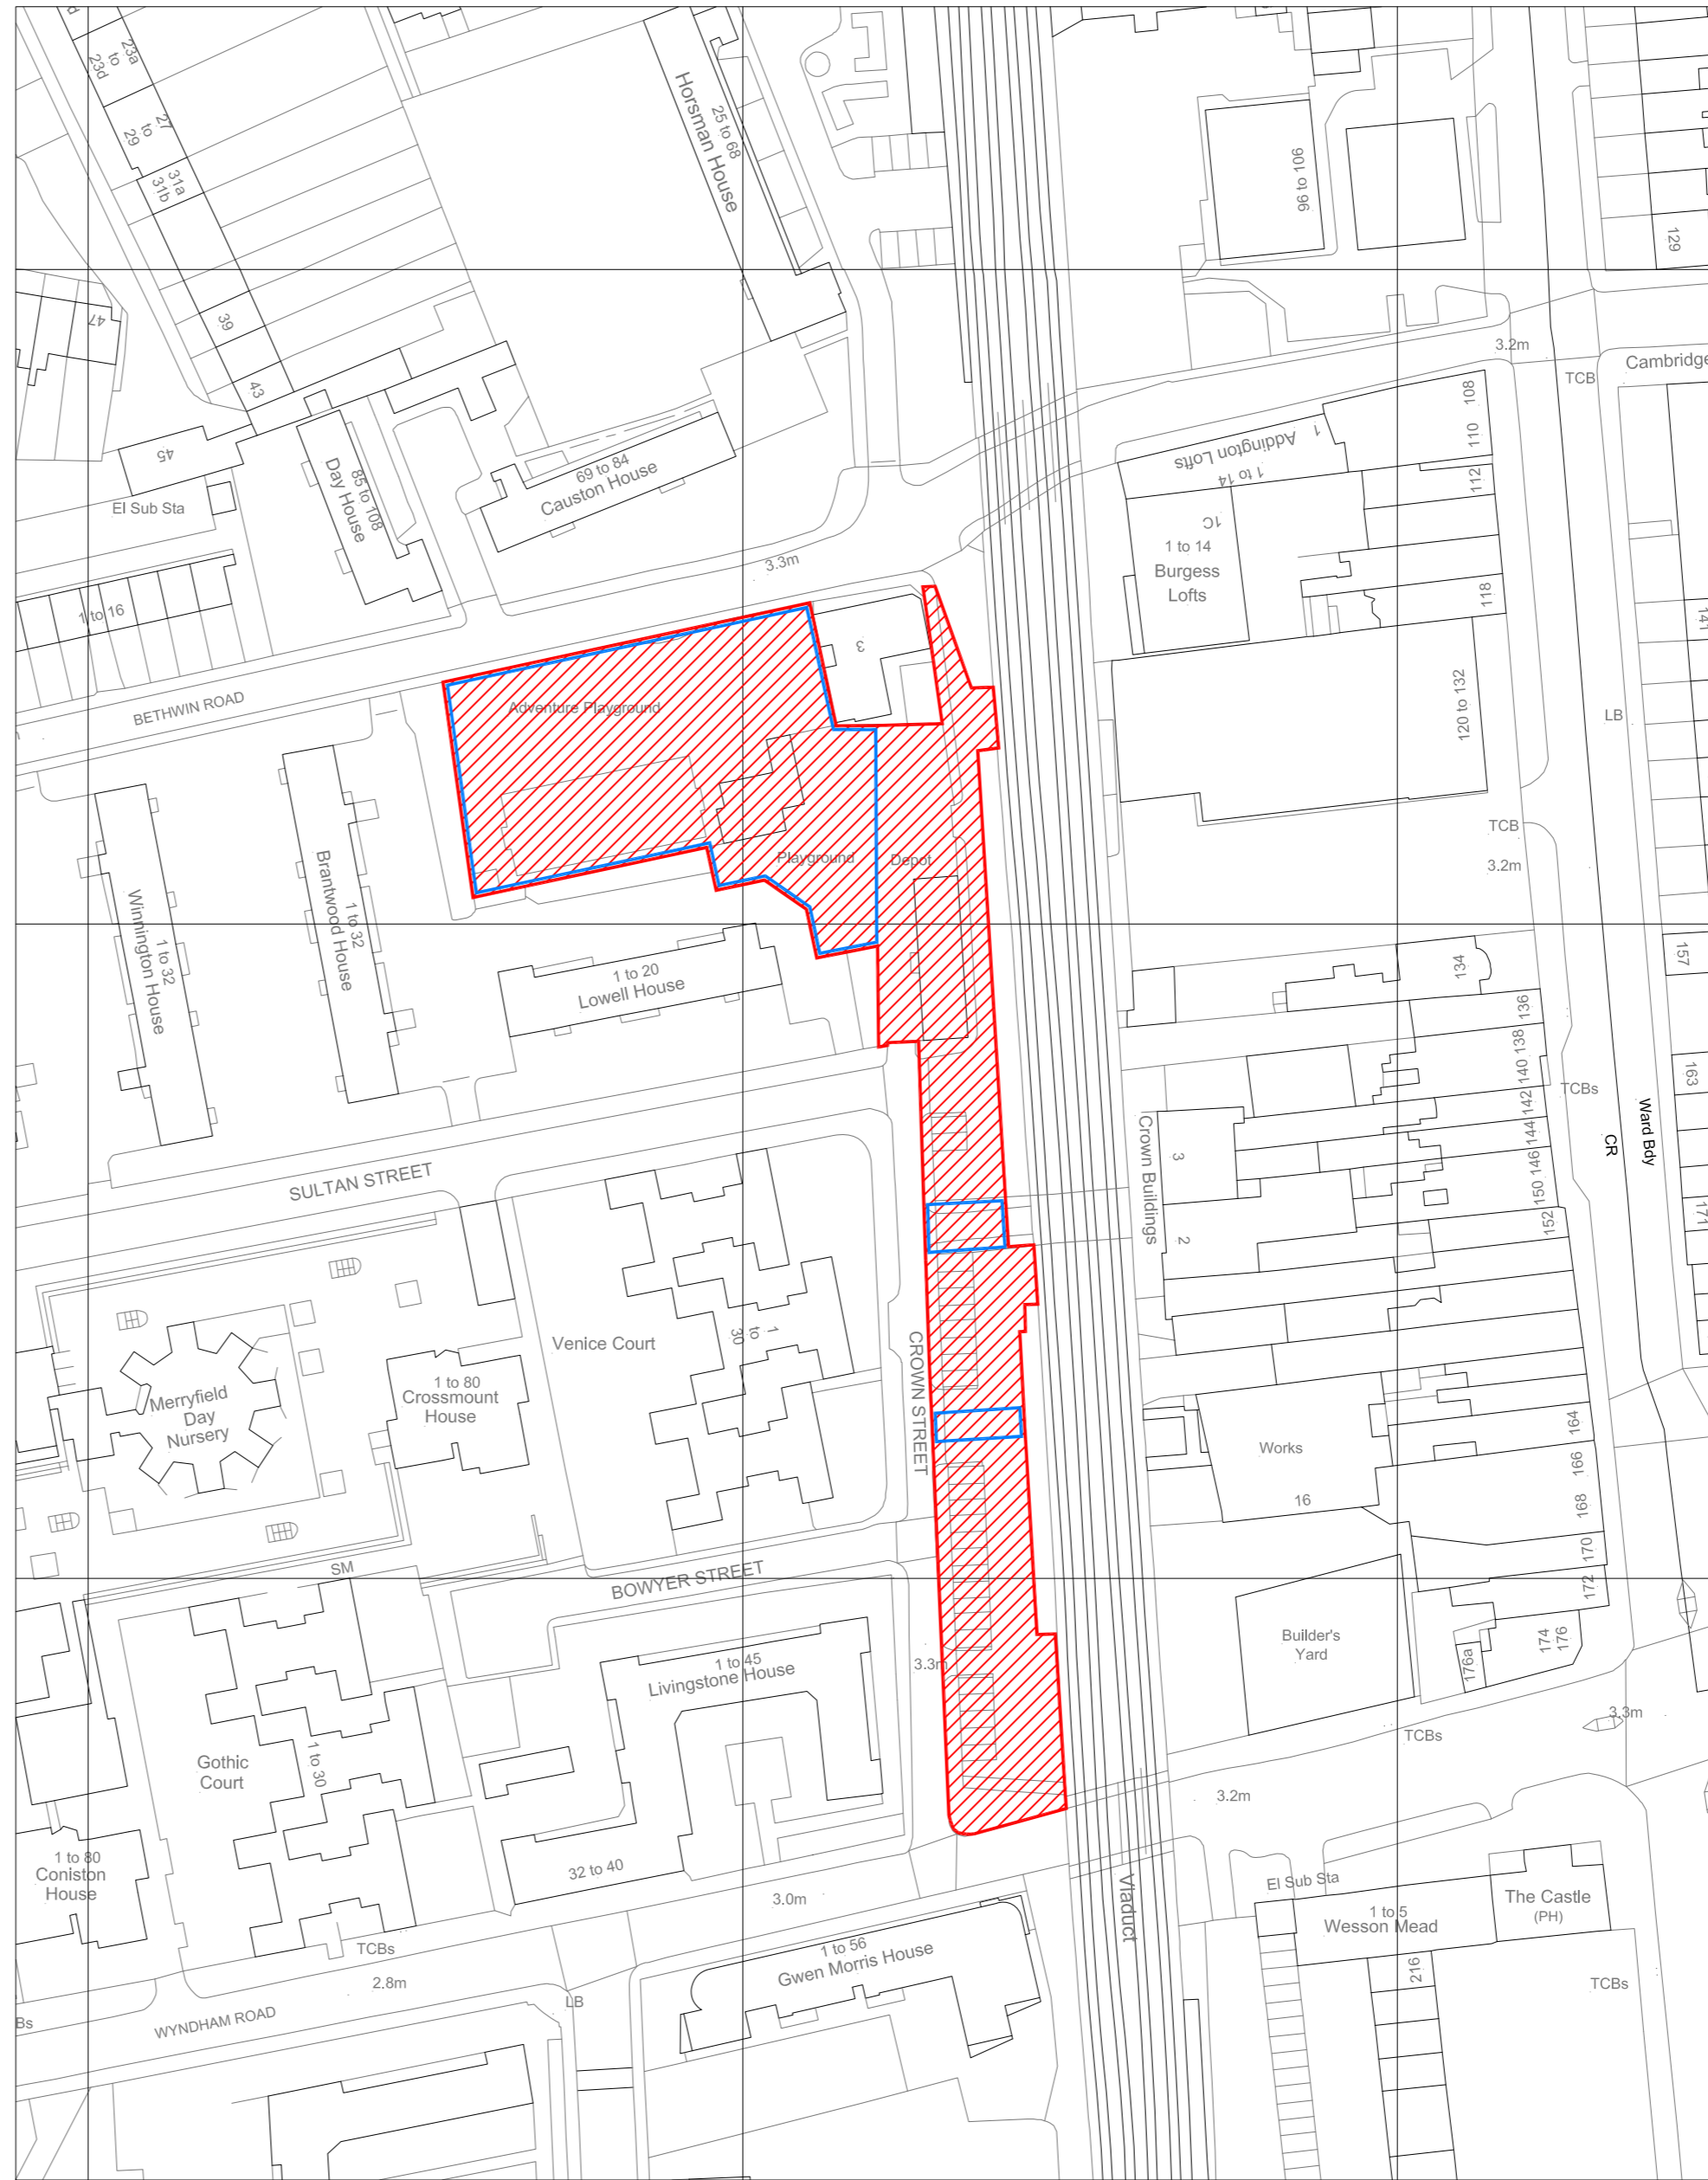 23a
to
23d
27
to
29
31a
31b
39
43
47
45
El Sub Sta
1 to 16
25 to 68
Horsman House
96 to 106
129
3.2m
TCB
Cambridge
85 to 108
Day House
69 to 84
Causton House
3.3m
108
110
112
118
1
Addington Lofts
1 to 14
1C
1 to 14
Burgess
Lofts
120 to 132
141
LB
BETHWIN ROAD
Adventure Playground
3
Playground
Depot
TCB
3.2m
1 to 32
Winnington House
1 to 32
Brantwood House
1 to 20
Lowell House
134
136
138
140
142
144
146
150
152
157
163
171
TCBs
CR
Ward Bdy
SULTAN STREET
Crown Buildings
3
2
Venice Court
1
to
30
CROWN STREET
Merryfield
Day
Nursery
1 to 80
Crossmount
House
Works
16
164
166
168
170
172
SM
BOWYER STREET
1 to 45
Livingstone House
3.3m
Builder's
Yard
176a
174
176
3.3m
TCBs
3.2m
Gothic
Court
1 to 30
1 to 80
Coniston
House
32 to 40
3.0m
Viaduct
El Sub Sta
1 to 5
Wesson Mead
The Castle
(PH)
216
TCBs
TCBs
2.8m
LB
Bs
WYNDHAM ROAD
1 to 56
Gwen Morris House